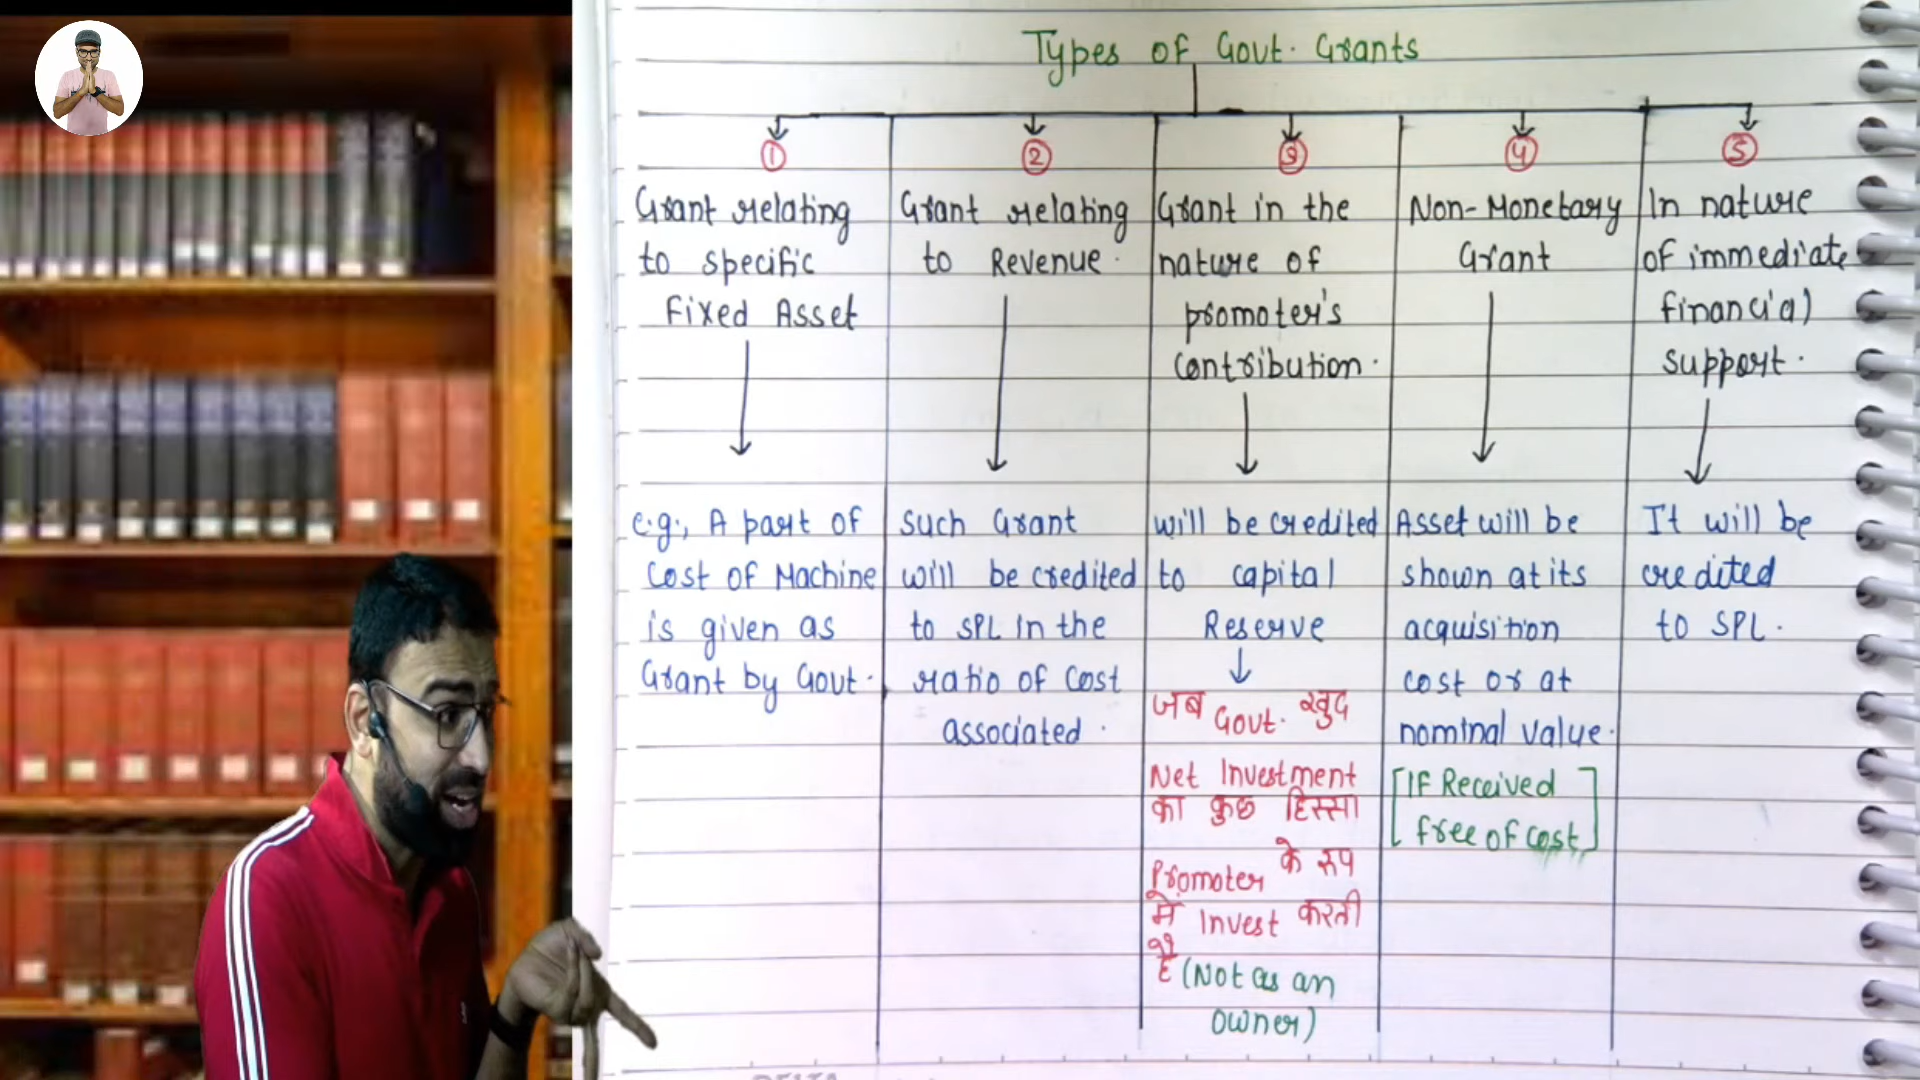 Types of Govt. Grants
①
Grant relating
to specific
Fixed Asset
e.g., A part of
Cost of Machine
is given as
Grant by Govt.
②
Grant relating
to Revenue.
Such Grant
will be credited
to SPL in the
ratio of Cost
associated.
③
Grant in the
nature of
promoter's
Contribution.
will be credited
to capital
Reserve
जब Govt. खुद
Net Investment
का कुछ हिस्सा
Promoter के रूप
में Invest करती
है (Not as an
owner)
④
Non-Monetary
Grant
Asset will be
shown at its
acquisition
cost or at
nominal value.
[IF Received
free of cost]
⑤
In nature
of immediate
financial
support.
It will be
credited
to SPL.